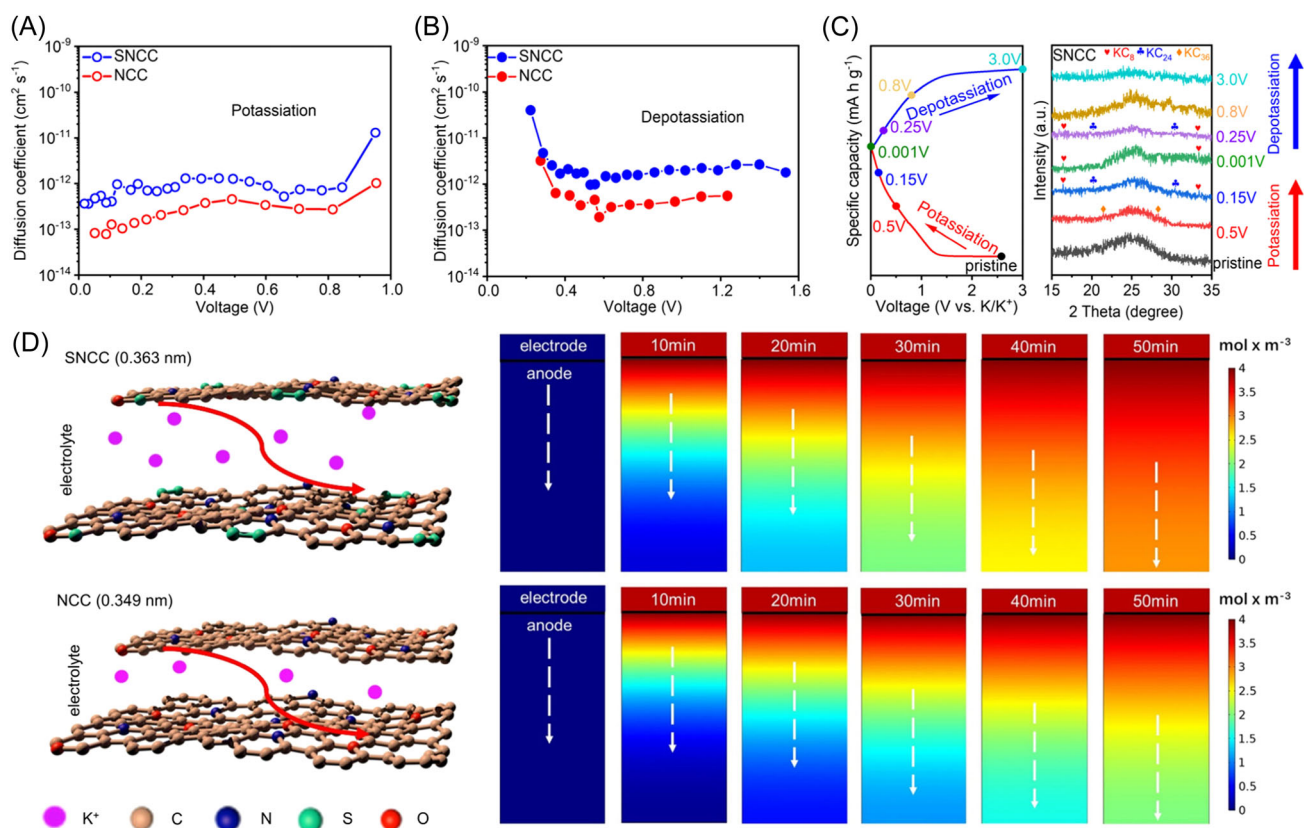 (A)
10⁻⁹
10⁻¹⁰
10⁻¹¹
10⁻¹²
10⁻¹³
10⁻¹⁴
Diffusion coefficient (cm² s⁻¹)
SNCC
NCC
Potassiation
0.0 0.2 0.4 0.6 0.8 1.0
Voltage (V)
(B)
10⁻⁹
10⁻¹⁰
10⁻¹¹
10⁻¹²
10⁻¹³
10⁻¹⁴
Diffusion coefficient (cm² s⁻¹)
SNCC
NCC
Depotassiation
0.0 0.4 0.8 1.2 1.6
Voltage (V)
(C)
Specific capacity (mA h g⁻¹)
3.0V
0.8V
Depotassiation
0.25V
0.001V
0.15V
0.5V
Potassiation
pristine
0 1 2 3
Voltage (V vs. K/K⁺)
Intensity (a.u.)
SNCC ♥KC₈ ♣KC₂₄ ♦KC₃₆
3.0V
0.8V
0.25V
0.001V
0.15V
0.5V
pristine
15 20 25 30 35
2 Theta (degree)
Depotassiation
Potassiation
(D)
SNCC (0.363 nm)
electrolyte
electrode 10min 20min 30min 40min 50min
anode
mol x m⁻³
4
3.5
3
2.5
2
1.5
1
0.5
0
NCC (0.349 nm)
electrolyte
electrode 10min 20min 30min 40min 50min
anode
mol x m⁻³
4
3.5
3
2.5
2
1.5
1
0.5
0
K⁺ C N S O